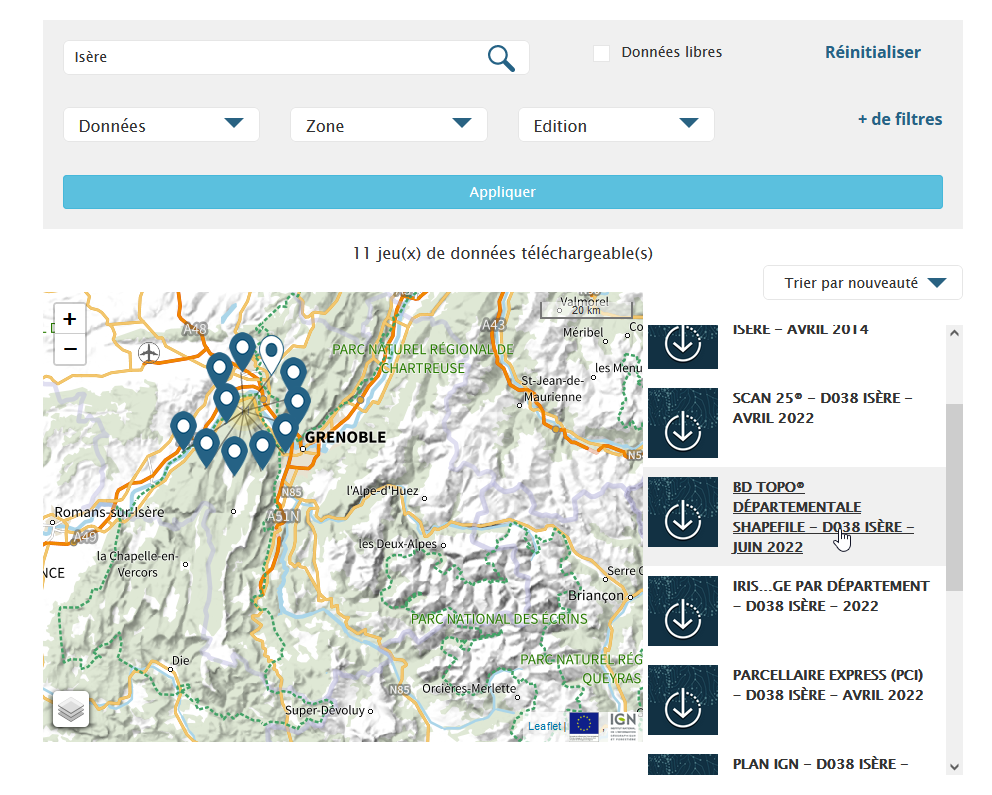 Isère
Données libres
Réinitialiser
Données
Zone
Edition
+ de filtres
Appliquer
11 jeu(x) de données téléchargeable(s)
Trier par nouveauté
+
−
A48
A43
Valmorel
20 km
Méribel
Co
PARC NATUREL RÉGIONAL DE
CHARTREUSE
les Menu
St-Jean-de-
Maurienne
GRENOBLE
N5
N85
l'Alpe-d'Huez
Romans-sur-Isère
A51N
A49
les Deux-Alpes
la Chapelle-en-
Vercors
NCE
Serre C
Briançon
PARC NATIONAL DES ECRINS
Die
PARC NATUREL RÉG
QUEYRAS
N85
Orcières-Merlette
Super-Dévoluy
Leaflet |
IGN
ISÈRE – AVRIL 2014
SCAN 25® – D038 ISÈRE –
AVRIL 2022
BD TOPO®
DÉPARTEMENTALE
SHAPEFILE – D038 ISÈRE –
JUIN 2022
IRIS...GE PAR DÉPARTEMENT
– D038 ISÈRE – 2022
PARCELLAIRE EXPRESS (PCI)
– D038 ISÈRE – AVRIL 2022
PLAN IGN – D038 ISÈRE –